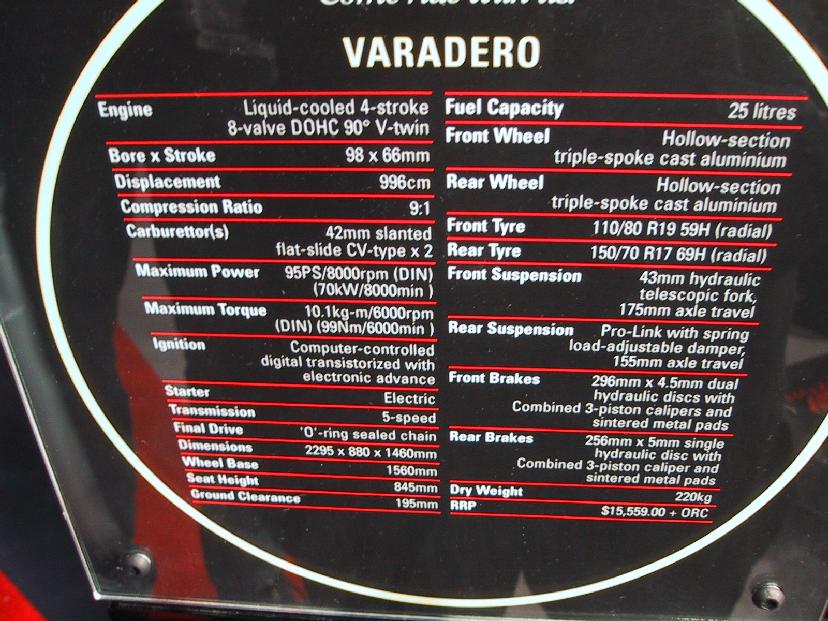 Come ride with us!
VARADERO
Engine Liquid-cooled 4-stroke
8-valve DOHC 90° V-twin
Bore x Stroke 98 x 66mm
Displacement 996cm
Compression Ratio 9:1
Carburettor(s) 42mm slanted
flat-slide CV-type x 2
Maximum Power 95PS/8000rpm (DIN)
(70kW/8000min )
Maximum Torque 10.1kg-m/6000rpm
(DIN) (99Nm/6000min )
Ignition Computer-controlled
digital transistorized with
electronic advance
Starter Electric
Transmission 5-speed
Final Drive 'O'-ring sealed chain
Dimensions 2295 x 880 x 1460mm
Wheel Base 1560mm
Seat Height 845mm
Ground Clearance 195mm
Fuel Capacity 25 litres
Front Wheel Hollow-section
triple-spoke cast aluminium
Rear Wheel Hollow-section
triple-spoke cast aluminium
Front Tyre 110/80 R19 59H (radial)
Rear Tyre 150/70 R17 69H (radial)
Front Suspension 43mm hydraulic
telescopic fork,
175mm axle travel
Rear Suspension Pro-Link with spring
load-adjustable damper,
155mm axle travel
Front Brakes 296mm x 4.5mm dual
hydraulic discs with
Combined 3-piston calipers and
sintered metal pads
Rear Brakes 256mm x 5mm single
hydraulic disc with
Combined 3-piston caliper and
sintered metal pads
Dry Weight 220kg
RRP $15,559.00 + ORC